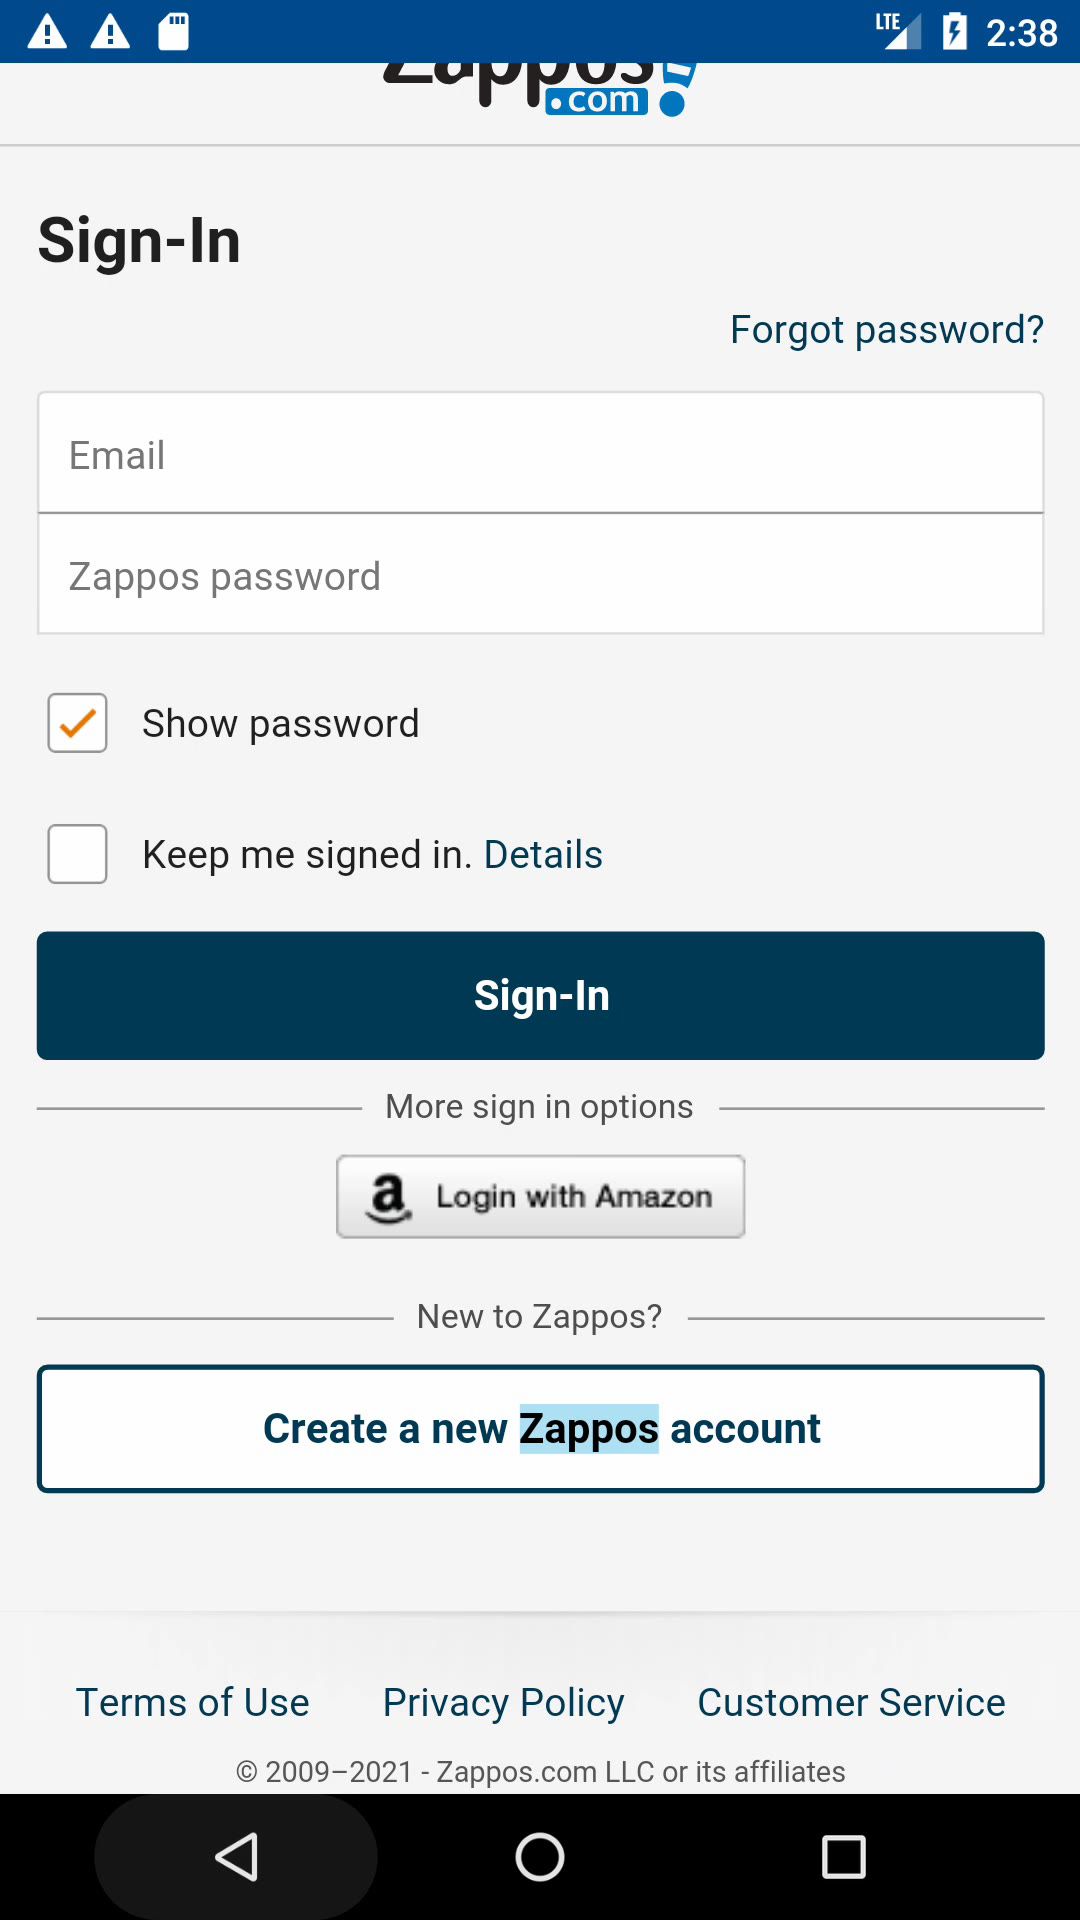 LTE 2:38
Zappos
.com
Sign-In
Forgot password?
Email
Zappos password
Show password
Keep me signed in. Details
Sign-In
More sign in options
a Login with Amazon
New to Zappos?
Create a new Zappos account
Terms of Use Privacy Policy Customer Service
© 2009–2021 - Zappos.com LLC or its affiliates